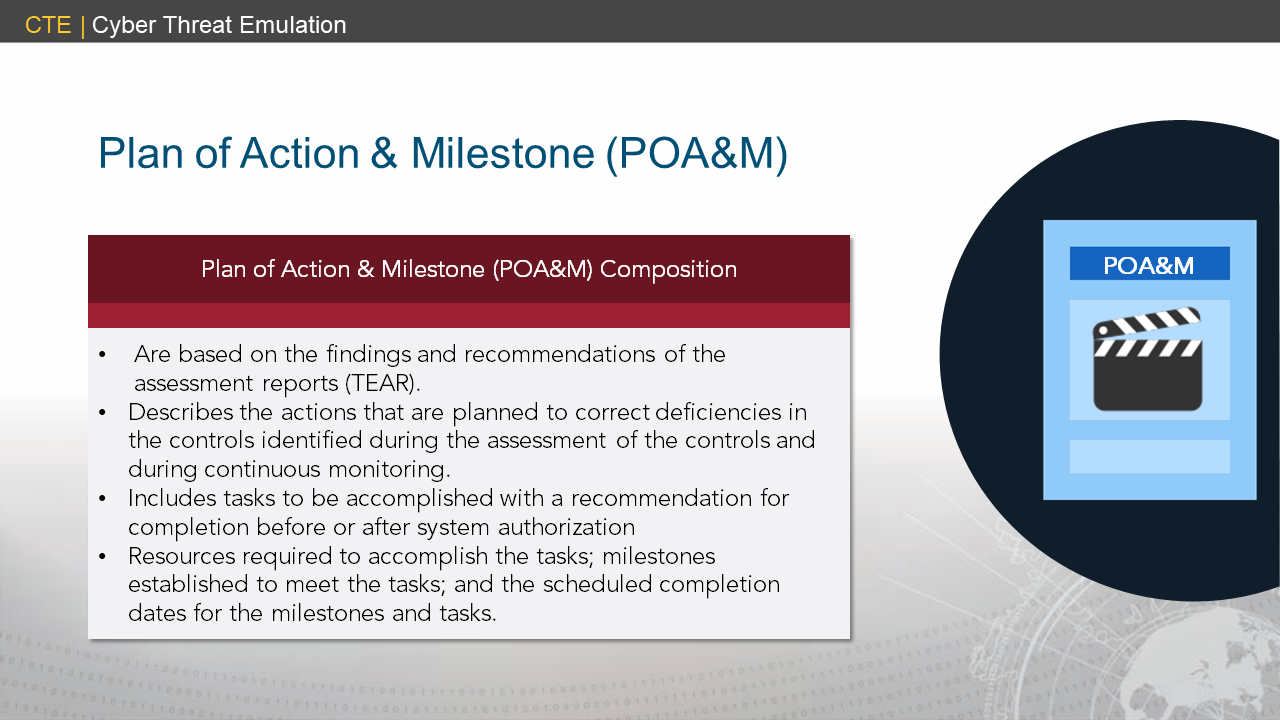 CTE | Cyber Threat Emulation
Plan of Action & Milestone (POA&M)
Plan of Action & Milestone (POA&M) Composition
• Are based on the findings and recommendations of the
assessment reports (TEAR).
• Describes the actions that are planned to correct deficiencies in
the controls identified during the assessment of the controls and
during continuous monitoring.
• Includes tasks to be accomplished with a recommendation for
completion before or after system authorization
• Resources required to accomplish the tasks; milestones
established to meet the tasks; and the scheduled completion
dates for the milestones and tasks.
POA&M